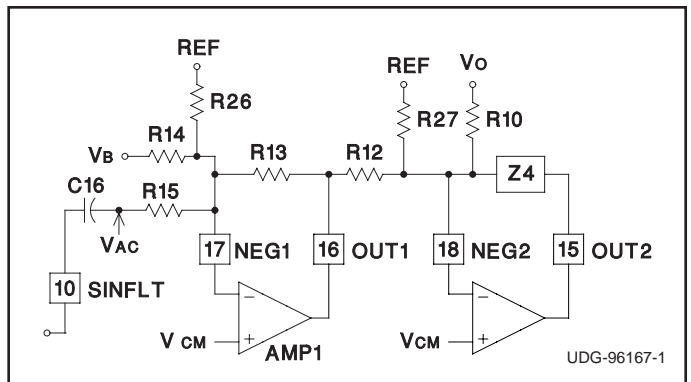 REF
R26
R14
VB
R13
C16
R15
VAC
10 SINFLT
17 NEG1
16 OUT1
VCM
AMP1
REF
VO
R27
R10
R12
Z4
18 NEG2
15 OUT2
VCM
UDG-96167-1